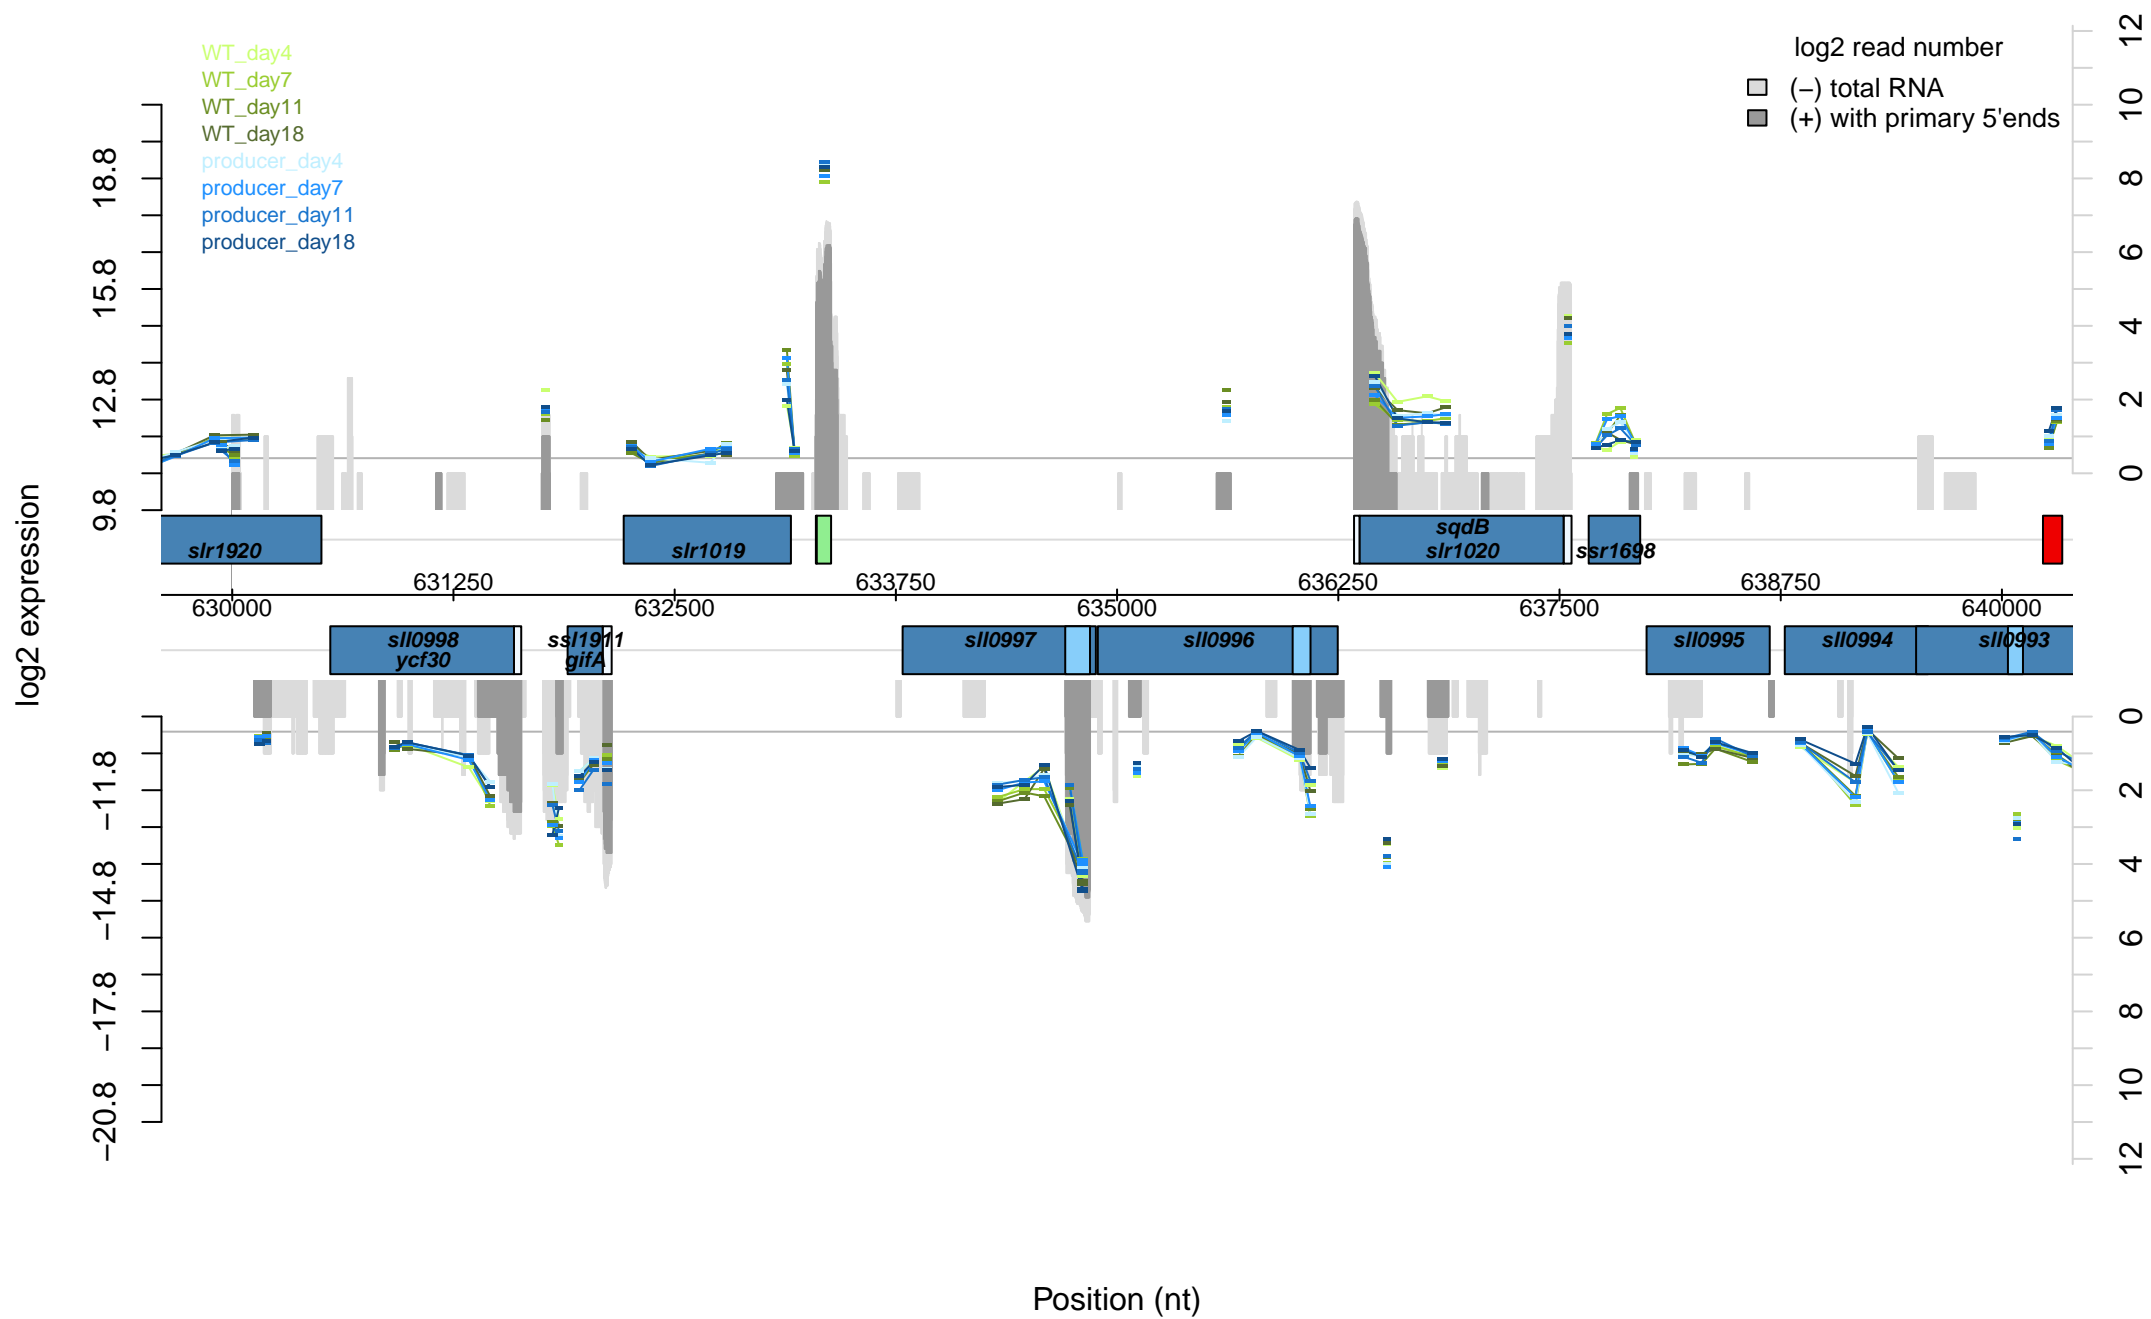 WT_day4
WT_day7
WT_day11
WT_day18
producer_day4
producer_day7
producer_day11
producer_day18
log2 read number
(−) total RNA
(+) with primary 5'ends
log2 expression
18.8
15.8
12.8
9.8
12
10
8
6
4
2
0
slr1920
slr1019
sqdB
slr1020
ssr1698
631250
633750
636250
638750
630000
632500
635000
637500
640000
sll0998
ycf30
ssl1911
gifA
sll0997
sll0996
sll0995
sll0994
sll0993
−11.8
−14.8
−17.8
−20.8
0
2
4
6
8
10
12
Position (nt)